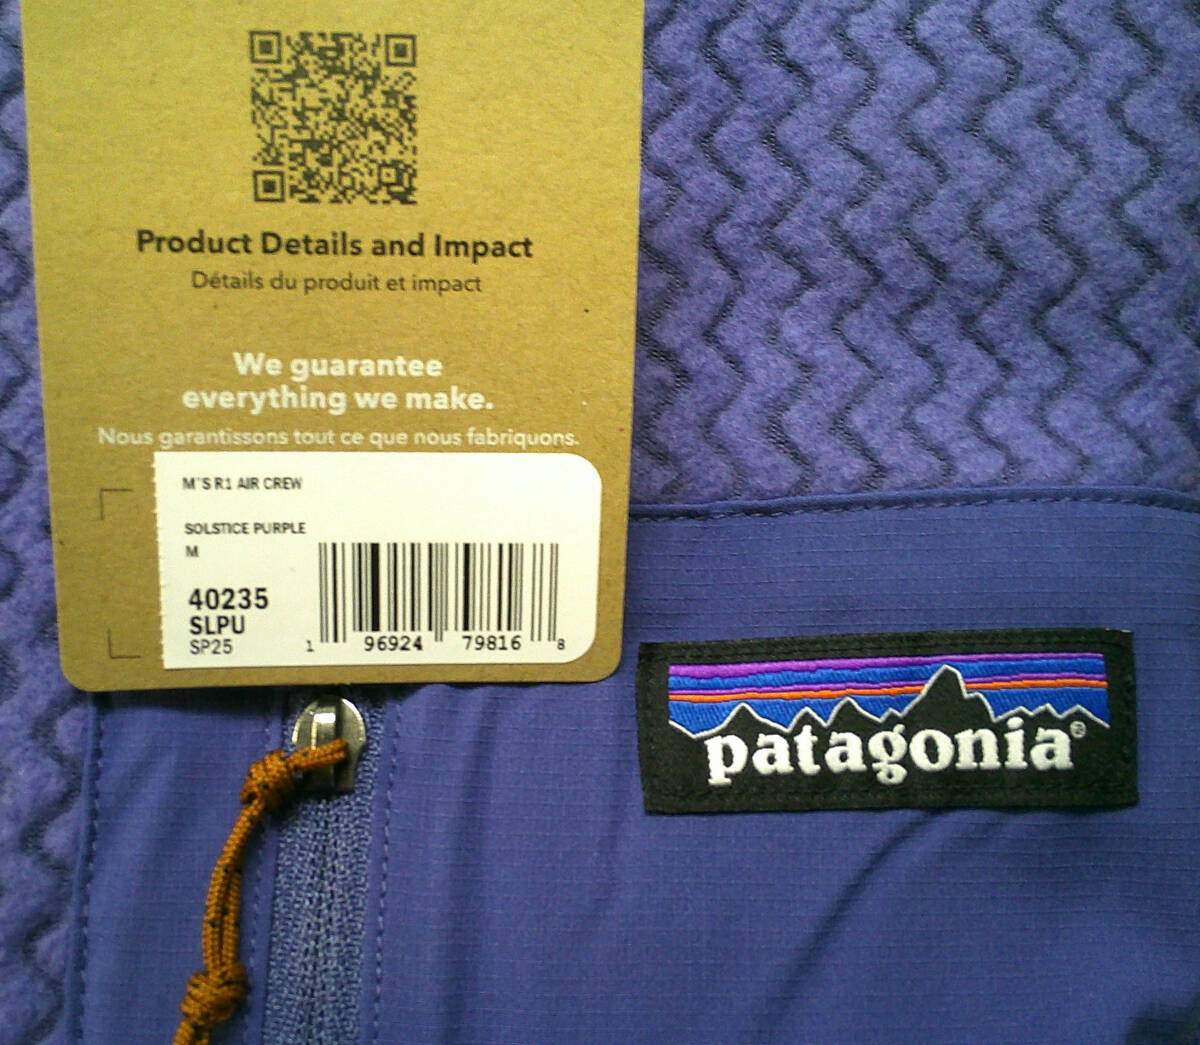 Product Details and Impact
Détails du produit et impact
We guarantee
everything we make.
Nous garantissons tout ce que nous fabriquons.
M'S R1 AIR CREW
SOLSTICE PURPLE
M
40235
SLPU
SP25
1 96924 79816 8
patagonia®